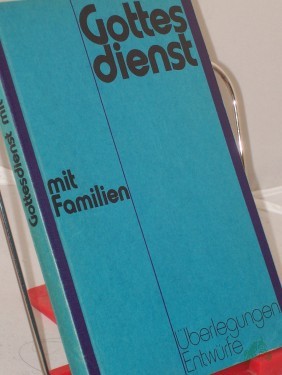 Gottes
dienst
mit
Familien
Überlegungen
Entwürfe
Gottesdienst mit